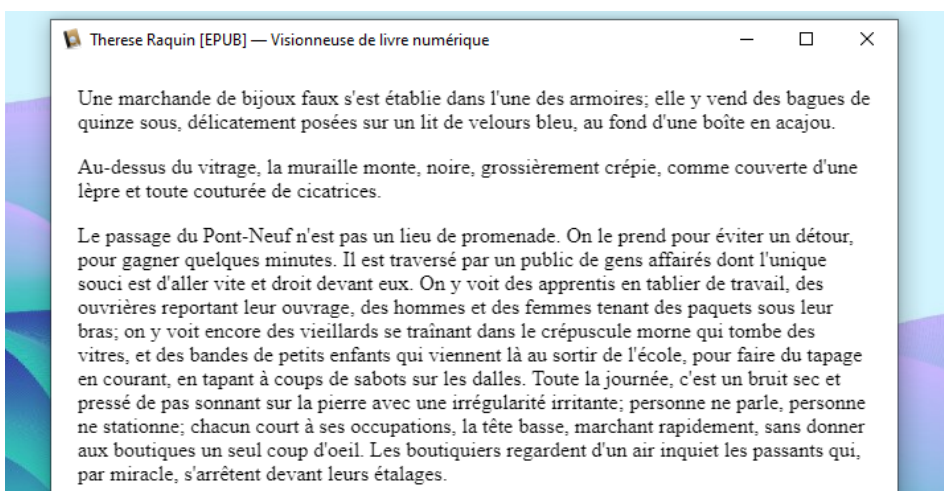 Therese Raquin [EPUB] — Visionneuse de livre numérique
Une marchande de bijoux faux s'est établie dans l'une des armoires; elle y vend des bagues de
quinze sous, délicatement posées sur un lit de velours bleu, au fond d'une boîte en acajou.
Au-dessus du vitrage, la muraille monte, noire, grossièrement crépie, comme couverte d'une
lèpre et toute couturée de cicatrices.
Le passage du Pont-Neuf n'est pas un lieu de promenade. On le prend pour éviter un détour,
pour gagner quelques minutes. Il est traversé par un public de gens affairés dont l'unique
souci est d'aller vite et droit devant eux. On y voit des apprentis en tablier de travail, des
ouvrières reportant leur ouvrage, des hommes et des femmes tenant des paquets sous leur
bras; on y voit encore des vieillards se traînant dans le crépuscule morne qui tombe des
vitres, et des bandes de petits enfants qui viennent là au sortir de l'école, pour faire du tapage
en courant, en tapant à coups de sabots sur les dalles. Toute la journée, c'est un bruit sec et
pressé de pas sonnant sur la pierre avec une irrégularité irritante; personne ne parle, personne
ne stationne; chacun court à ses occupations, la tête basse, marchant rapidement, sans donner
aux boutiques un seul coup d'oeil. Les boutiquiers regardent d'un air inquiet les passants qui,
par miracle, s'arrêtent devant leurs étalages.